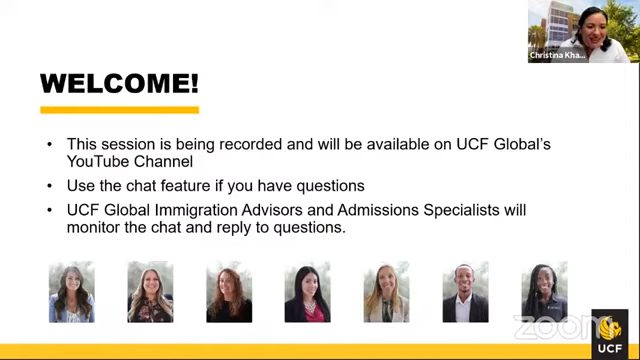 Christina Kha...
WELCOME!
• This session is being recorded and will be available on UCF Global's
YouTube Channel
• Use the chat feature if you have questions
• UCF Global Immigration Advisors and Admissions Specialists will
monitor the chat and reply to questions.
zoom
UCF